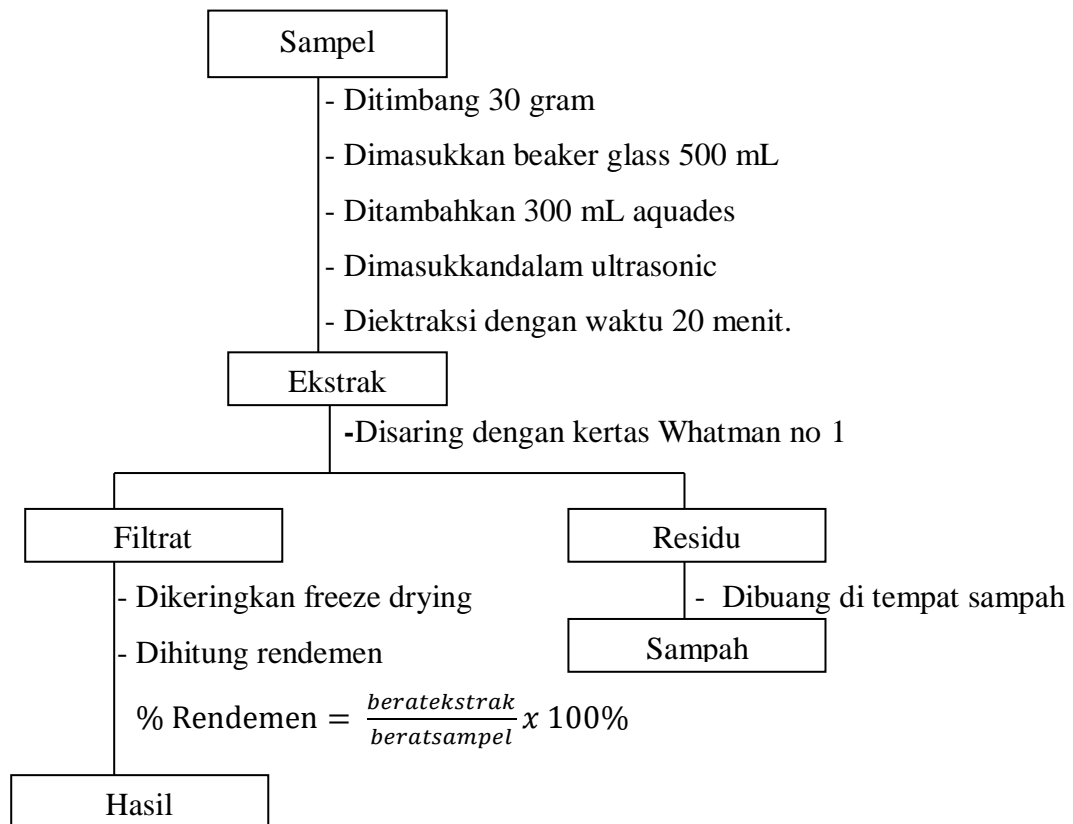 Sampel
- Ditimbang 30 gram
- Dimasukkan beaker glass 500 mL
- Ditambahkan 300 mL aquades
- Dimasukkandalam ultrasonic
- Diektraksi dengan waktu 20 menit.
Ekstrak
-Disaring dengan kertas Whatman no 1
Filtrat
- Dikeringkan freeze drying
- Dihitung rendemen
% Rendemen = beratekstrak/beratsampel x 100%
Hasil
Residu
- Dibuang di tempat sampah
Sampah